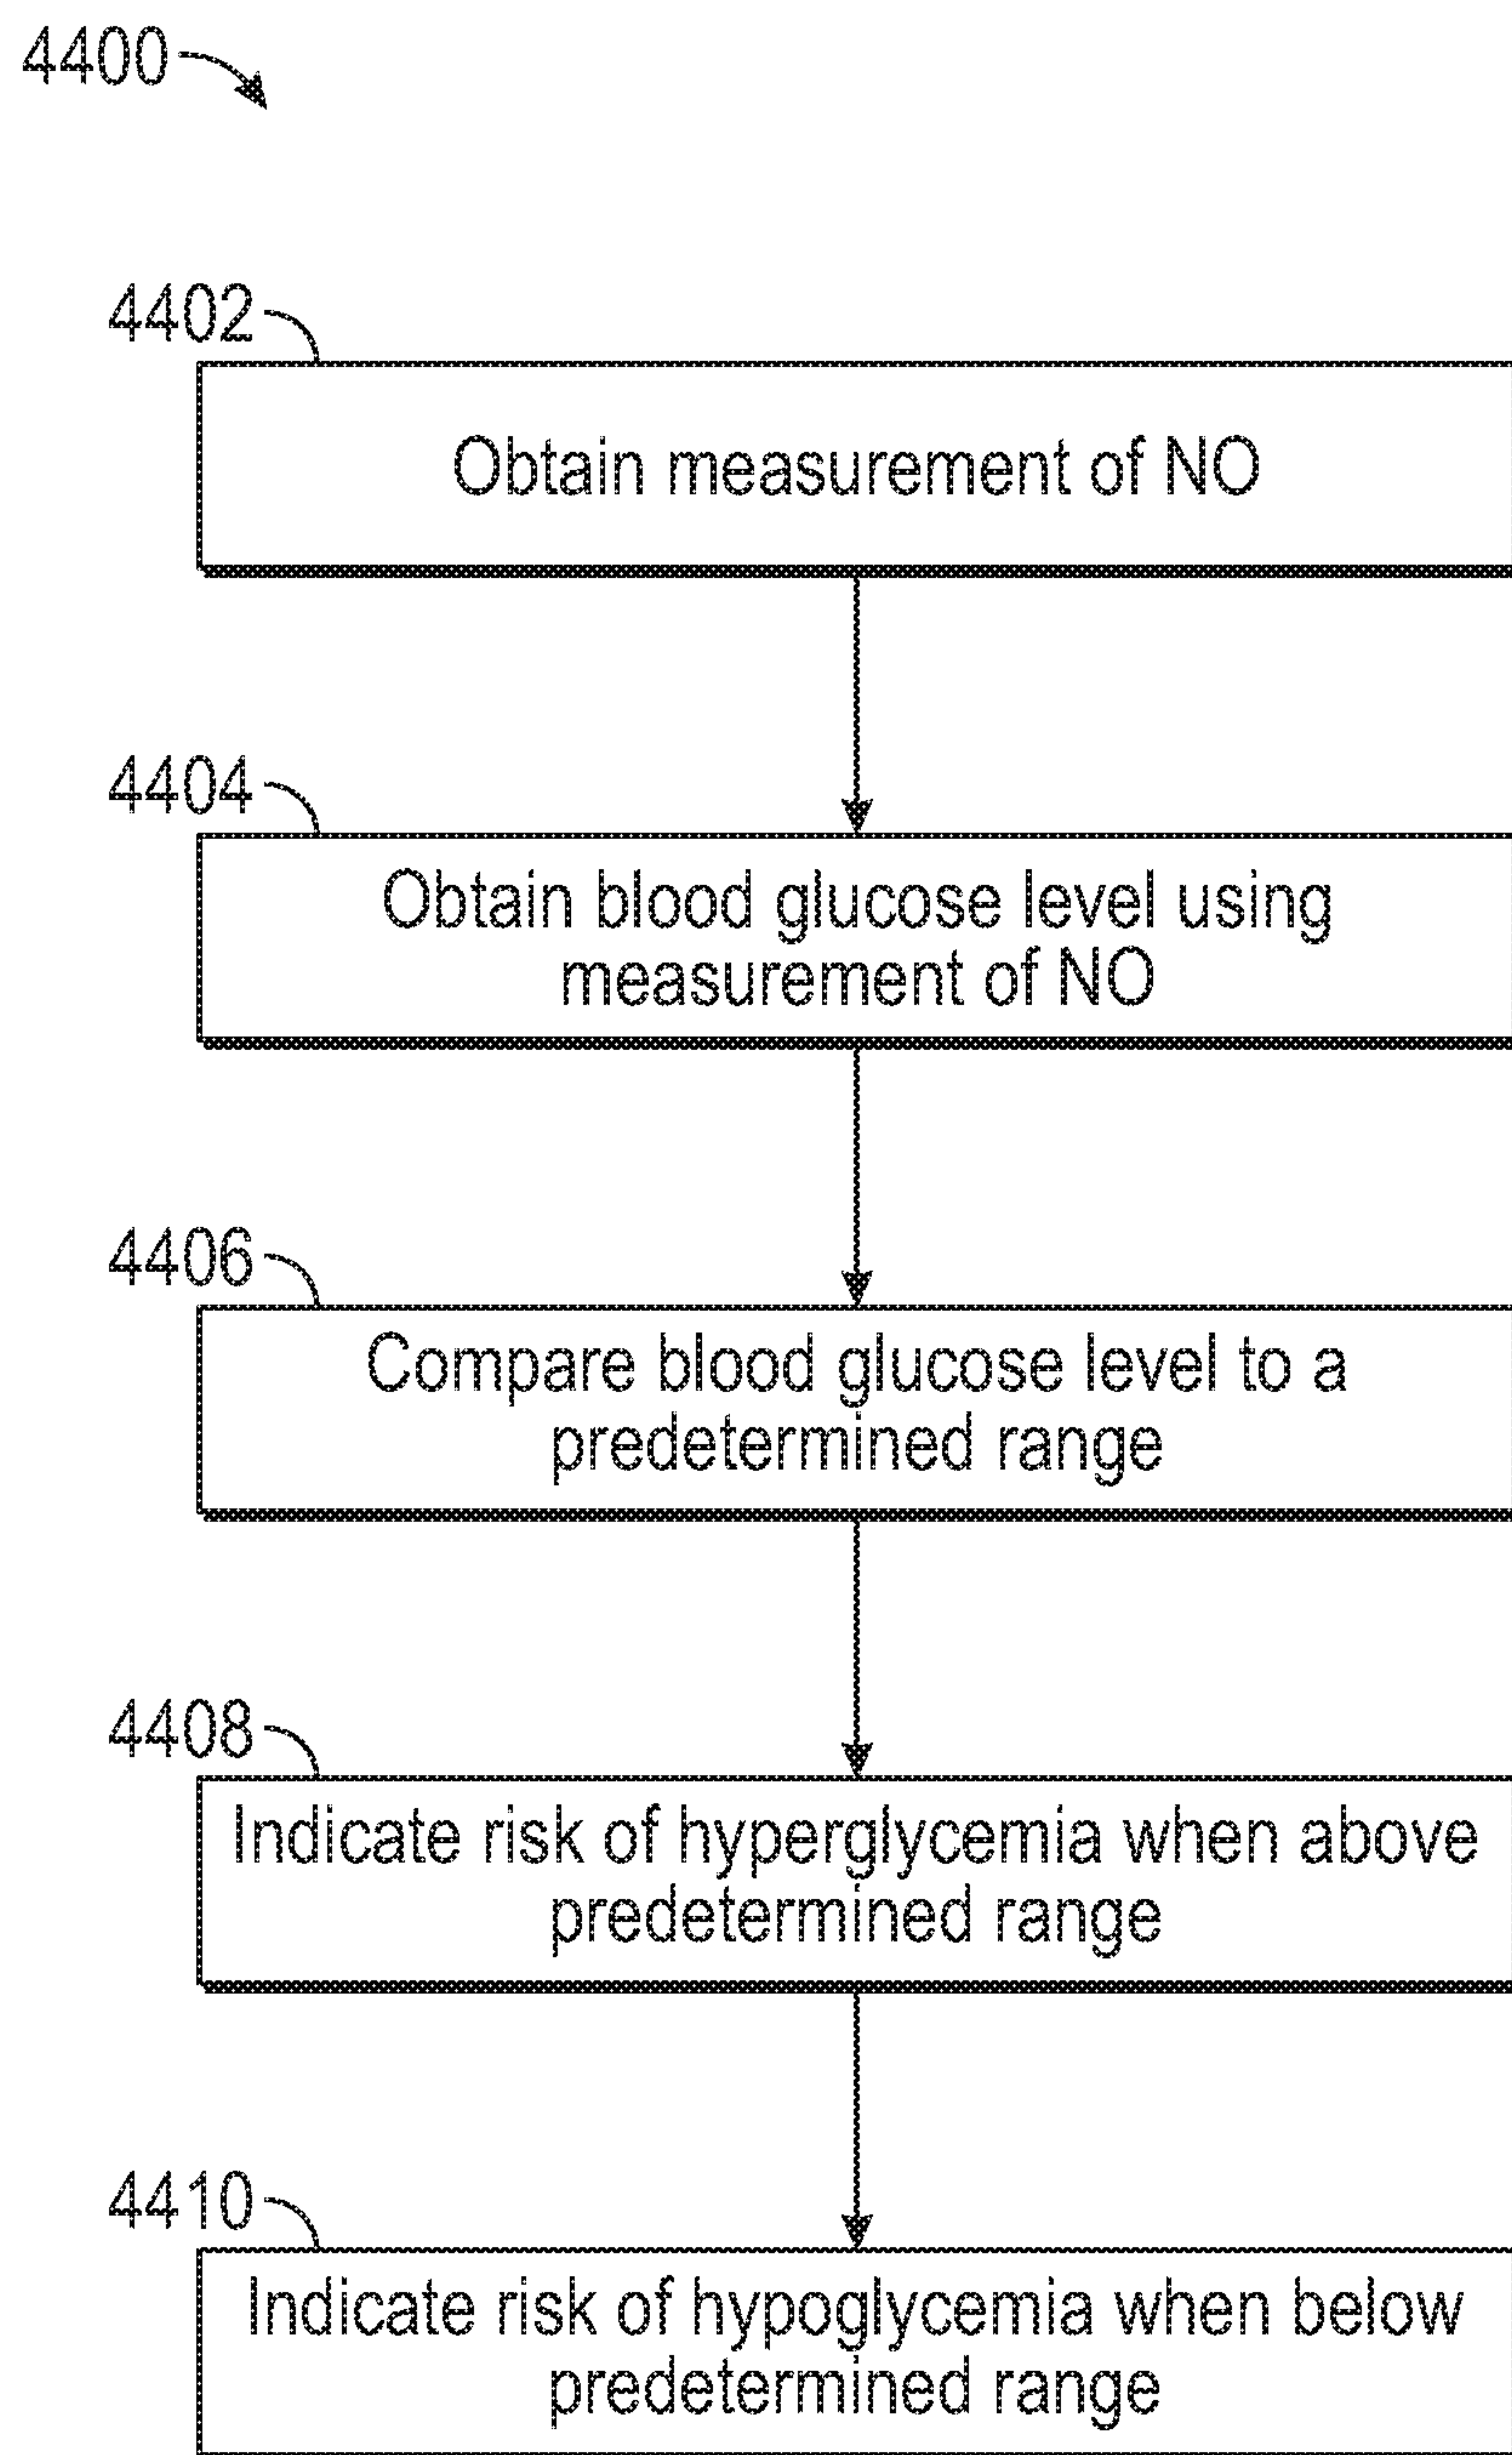 4400
4402
Obtain measurement of NO
4404
Obtain blood glucose level using
measurement of NO
4406
Compare blood glucose level to a
predetermined range
4408
Indicate risk of hyperglycemia when above
predetermined range
4410
Indicate risk of hypoglycemia when below
predetermined range